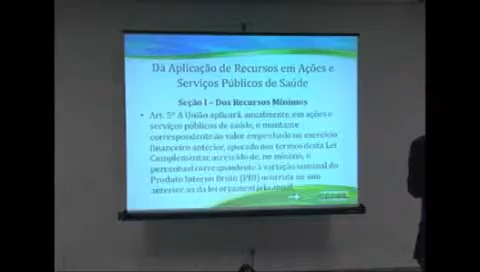 Da Aplicação de Recursos em Ações e
Serviços Públicos de Saúde
Seção I – Dos Recursos Mínimos
• Art. 5º A União aplicará, anualmente, em ações e
serviços públicos de saúde, o montante
correspondente ao valor empenhado no exercício
financeiro anterior, apurado nos termos desta Lei
Complementar, acrescido de, no mínimo, o
percentual correspondente à variação nominal do
Produto Interno Bruto (PIB) ocorrida no ano
anterior ao da lei orçamentária anual.